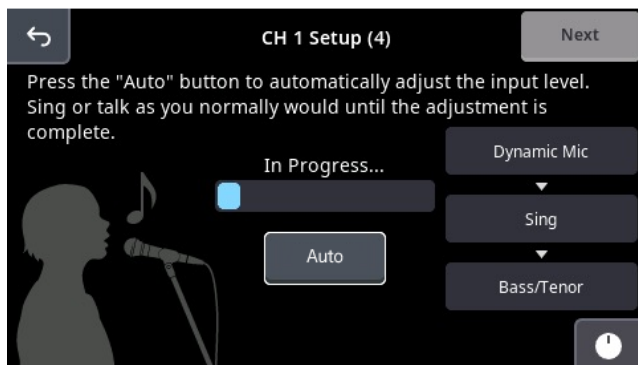 CH 1 Setup (4)
Next
Press the "Auto" button to automatically adjust the input level.
Sing or talk as you normally would until the adjustment is
complete.
In Progress...
Auto
Dynamic Mic
Sing
Bass/Tenor